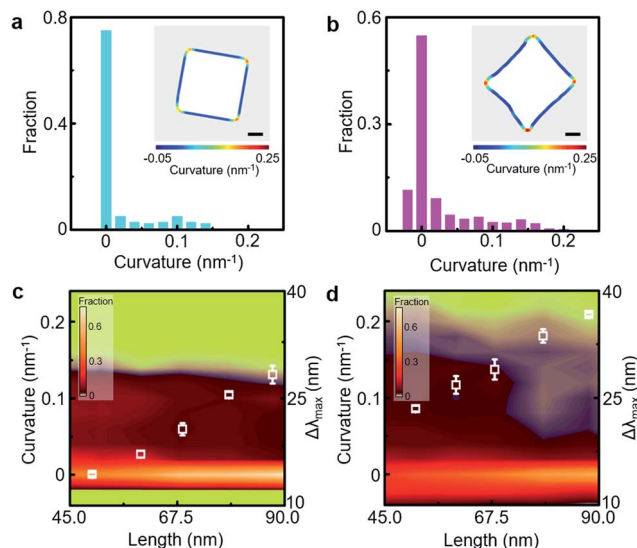 a
0.8
Fraction
0.4
0
-0.05
0.25
Curvature (nm-1)
0
0.1
0.2
Curvature (nm-1)
b
0.6
Fraction
0.3
0
-0.05
0.25
Curvature (nm-1)
0
0.1
0.2
Curvature (nm-1)
c
Fraction
0.6
0.3
0
0.2
0.1
0
Curvature (nm-1)
40
25
10
Δλmax (nm)
45.0
67.5
90.0
Length (nm)
d
Fraction
0.6
0.3
0
0.2
0.1
0
Curvature (nm-1)
40
25
10
Δλmax (nm)
45.0
67.5
90.0
Length (nm)